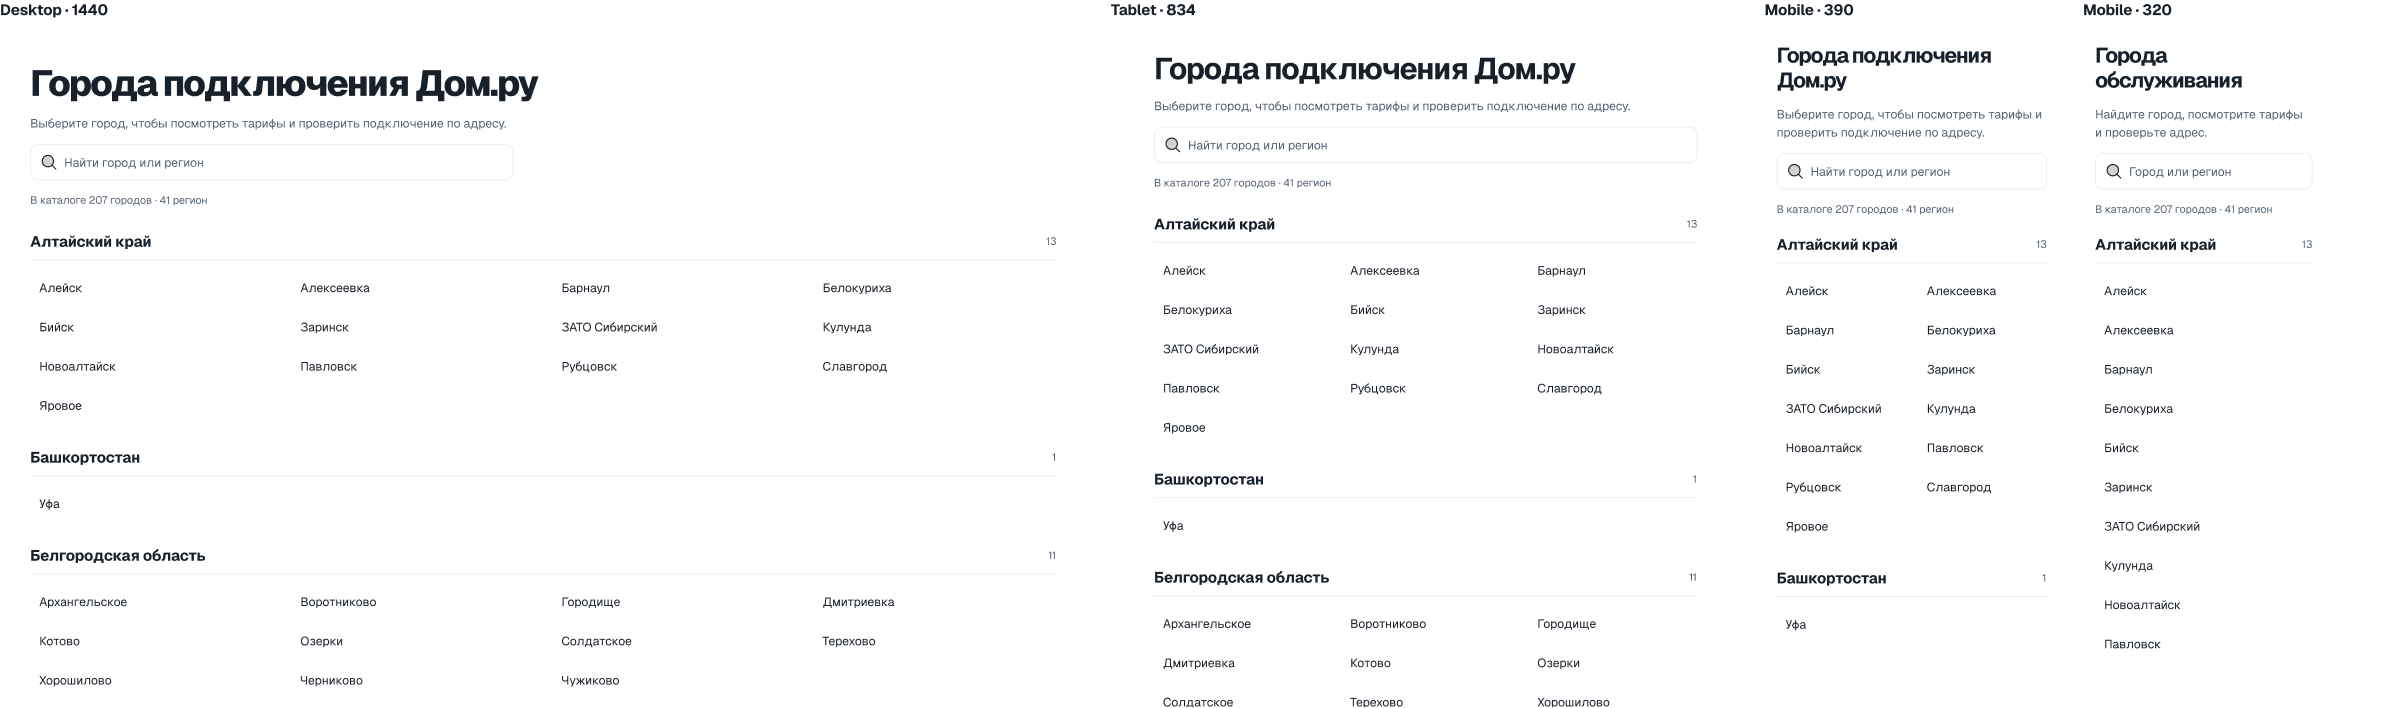 Desktop · 1440
Города подключения Дом.ру
Выберите город, чтобы посмотреть тарифы и проверить подключение по адресу.
Найти город или регион
В каталоге 207 городов · 41 регион
Алтайский край 13
Алейск Алексеевка Барнаул Белокуриха
Бийск Заринск ЗАТО Сибирский Кулунда
Новоалтайск Павловск Рубцовск Славгород
Яровое
Башкортостан 1
Уфа
Белгородская область 11
Архангельское Воротниково Городище Дмитриевка
Котово Озерки Солдатское Терехово
Хорошилово Черниково Чужиково
Tablet · 834
Города подключения Дом.ру
Выберите город, чтобы посмотреть тарифы и проверить подключение по адресу.
Найти город или регион
В каталоге 207 городов · 41 регион
Алтайский край 13
Алейск Алексеевка Барнаул
Белокуриха Бийск Заринск
ЗАТО Сибирский Кулунда Новоалтайск
Павловск Рубцовск Славгород
Яровое
Башкортостан 1
Уфа
Белгородская область 11
Архангельское Воротниково Городище
Дмитриевка Котово Озерки
Солдатское Терехово Хорошилово
Mobile · 390
Города подключения
Дом.ру
Выберите город, чтобы посмотреть тарифы и
проверить подключение по адресу.
Найти город или регион
В каталоге 207 городов · 41 регион
Алтайский край 13
Алейск Алексеевка
Барнаул Белокуриха
Бийск Заринск
ЗАТО Сибирский Кулунда
Новоалтайск Павловск
Рубцовск Славгород
Яровое
Башкортостан 1
Уфа
Mobile · 320
Города
обслуживания
Найдите город, посмотрите тарифы
и проверьте адрес.
Город или регион
В каталоге 207 городов · 41 регион
Алтайский край 13
Алейск
Алексеевка
Барнаул
Белокуриха
Бийск
Заринск
ЗАТО Сибирский
Кулунда
Новоалтайск
Павловск